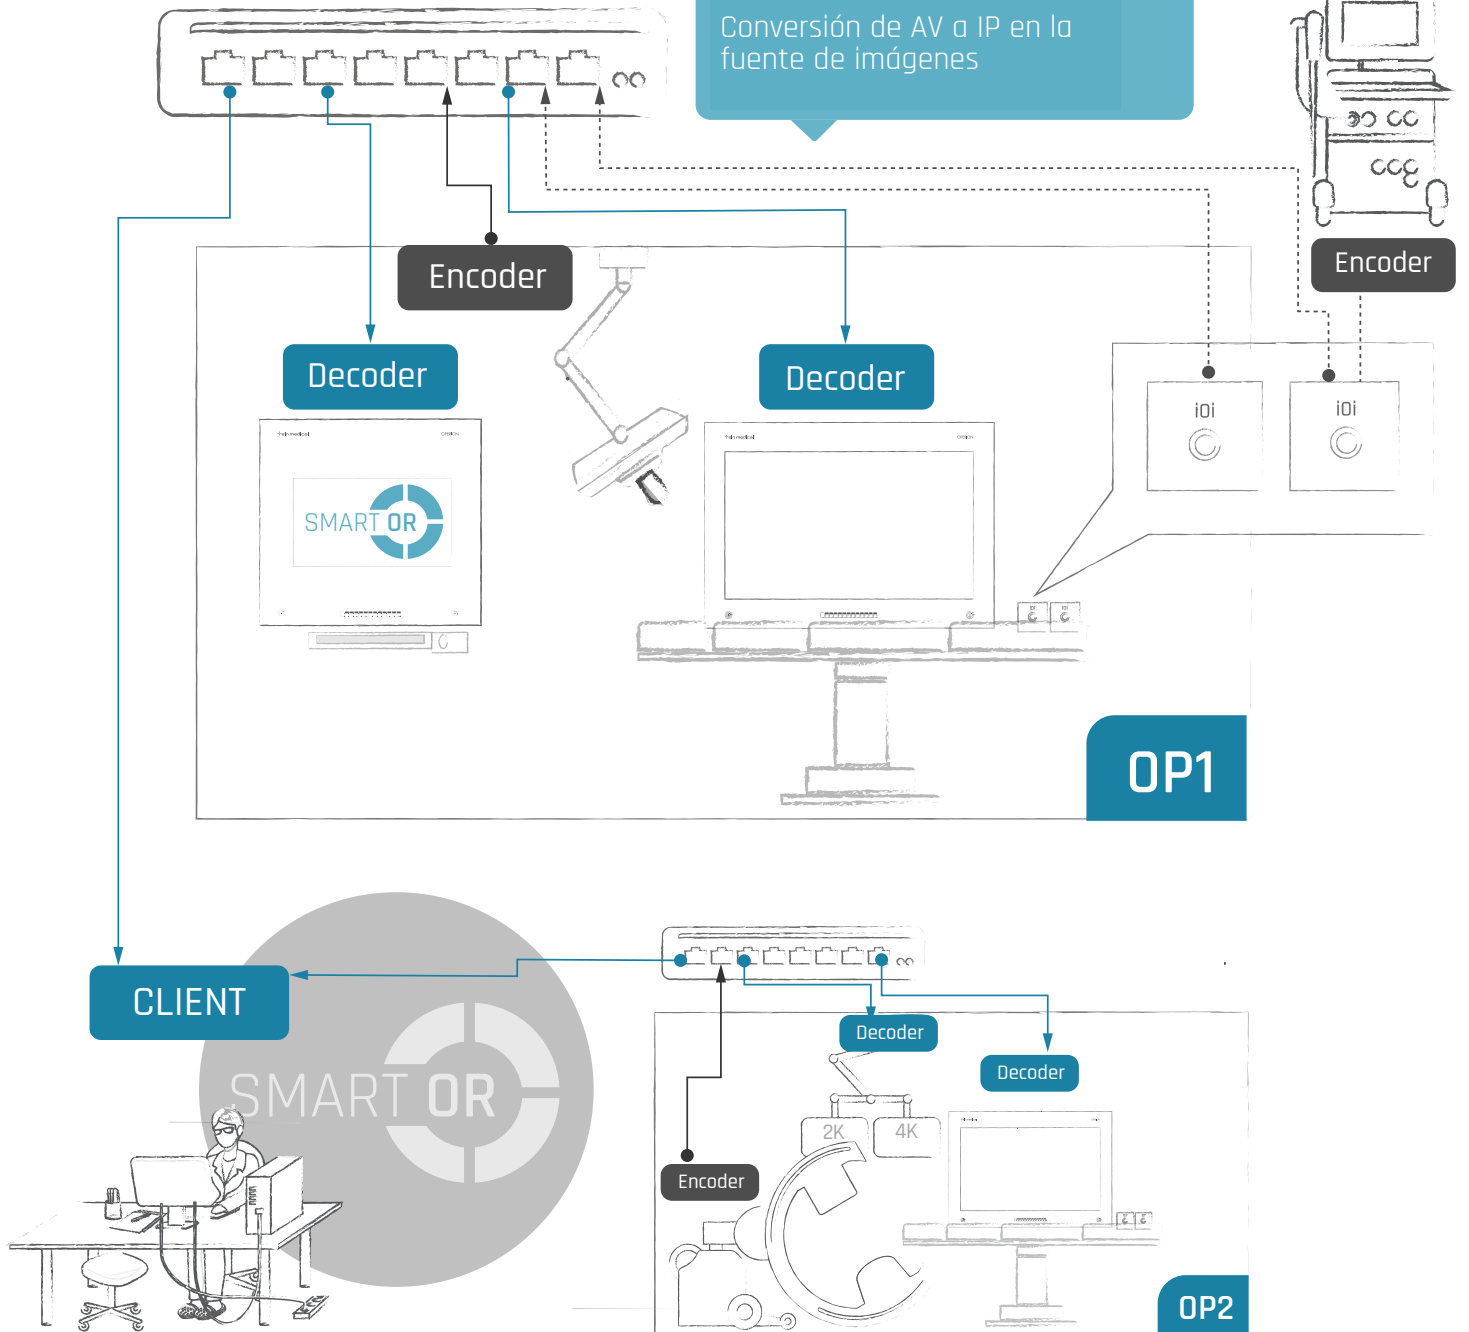 Conversión de AV a IP en la
fuente de imágenes
Encoder
Encoder
Decoder
Decoder
iOi
iOi
SMART OR
OP1
CLIENT
SMART OR
Decoder
Decoder
2K
4K
Encoder
OP2